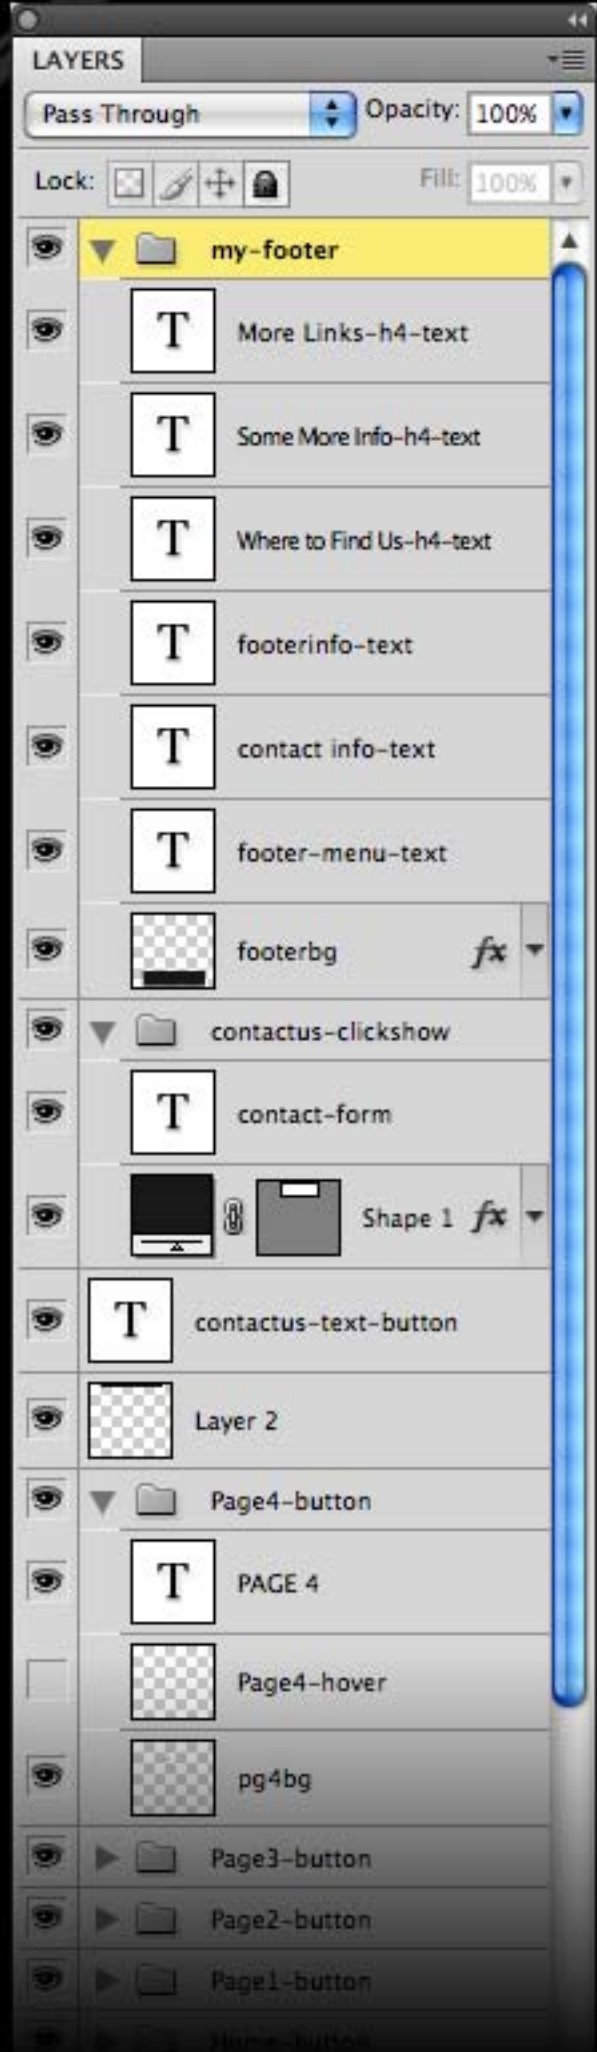 LAYERS
Pass Through Opacity: 100%
Lock: Fill: 100%
my-footer
T More Links-h4-text
T Some More Info-h4-text
T Where to Find Us-h4-text
T footerinfo-text
T contact info-text
T footer-menu-text
footerbg fx
contactus-clickshow
T contact-form
Shape 1 fx
T contactus-text-button
Layer 2
Page4-button
T PAGE 4
Page4-hover
pg4bg
Page3-button
Page2-button
Page1-button
Home-button